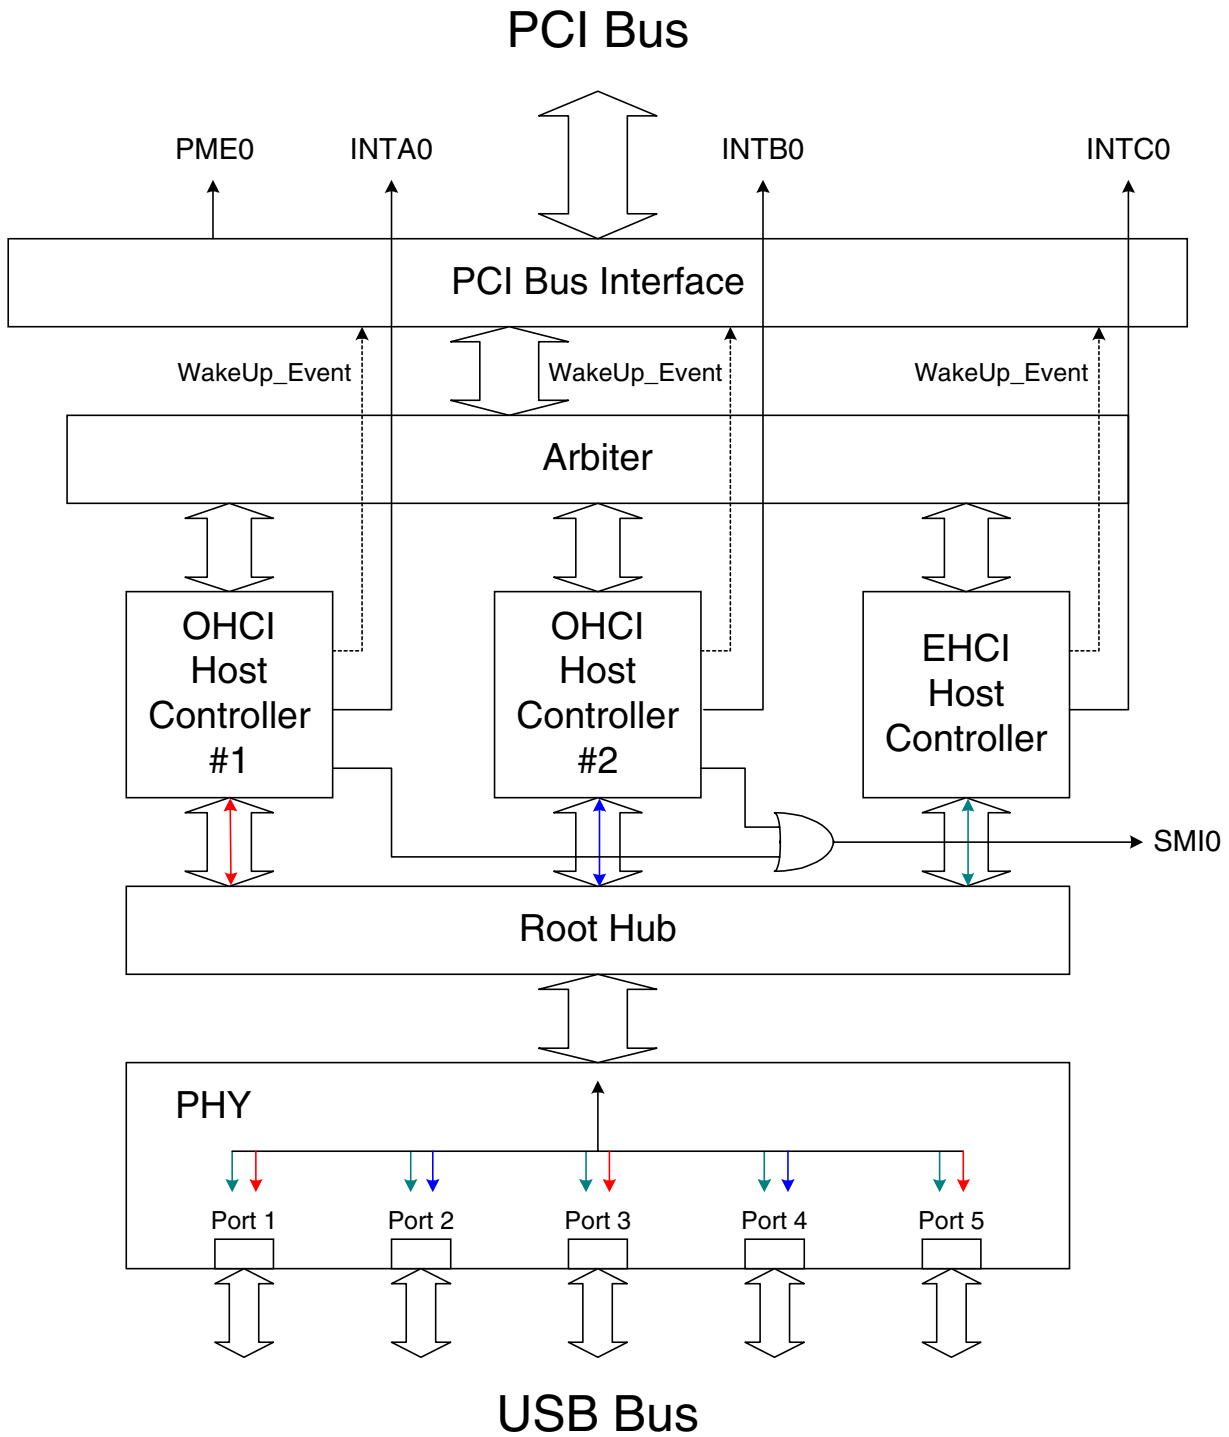 PCI Bus
PME0
INTA0
INTB0
INTC0
PCI Bus Interface
WakeUp_Event
WakeUp_Event
WakeUp_Event
Arbiter
OHCI
Host
Controller
#1
OHCI
Host
Controller
#2
EHCI
Host
Controller
SMI0
Root Hub
PHY
Port 1
Port 2
Port 3
Port 4
Port 5
USB Bus